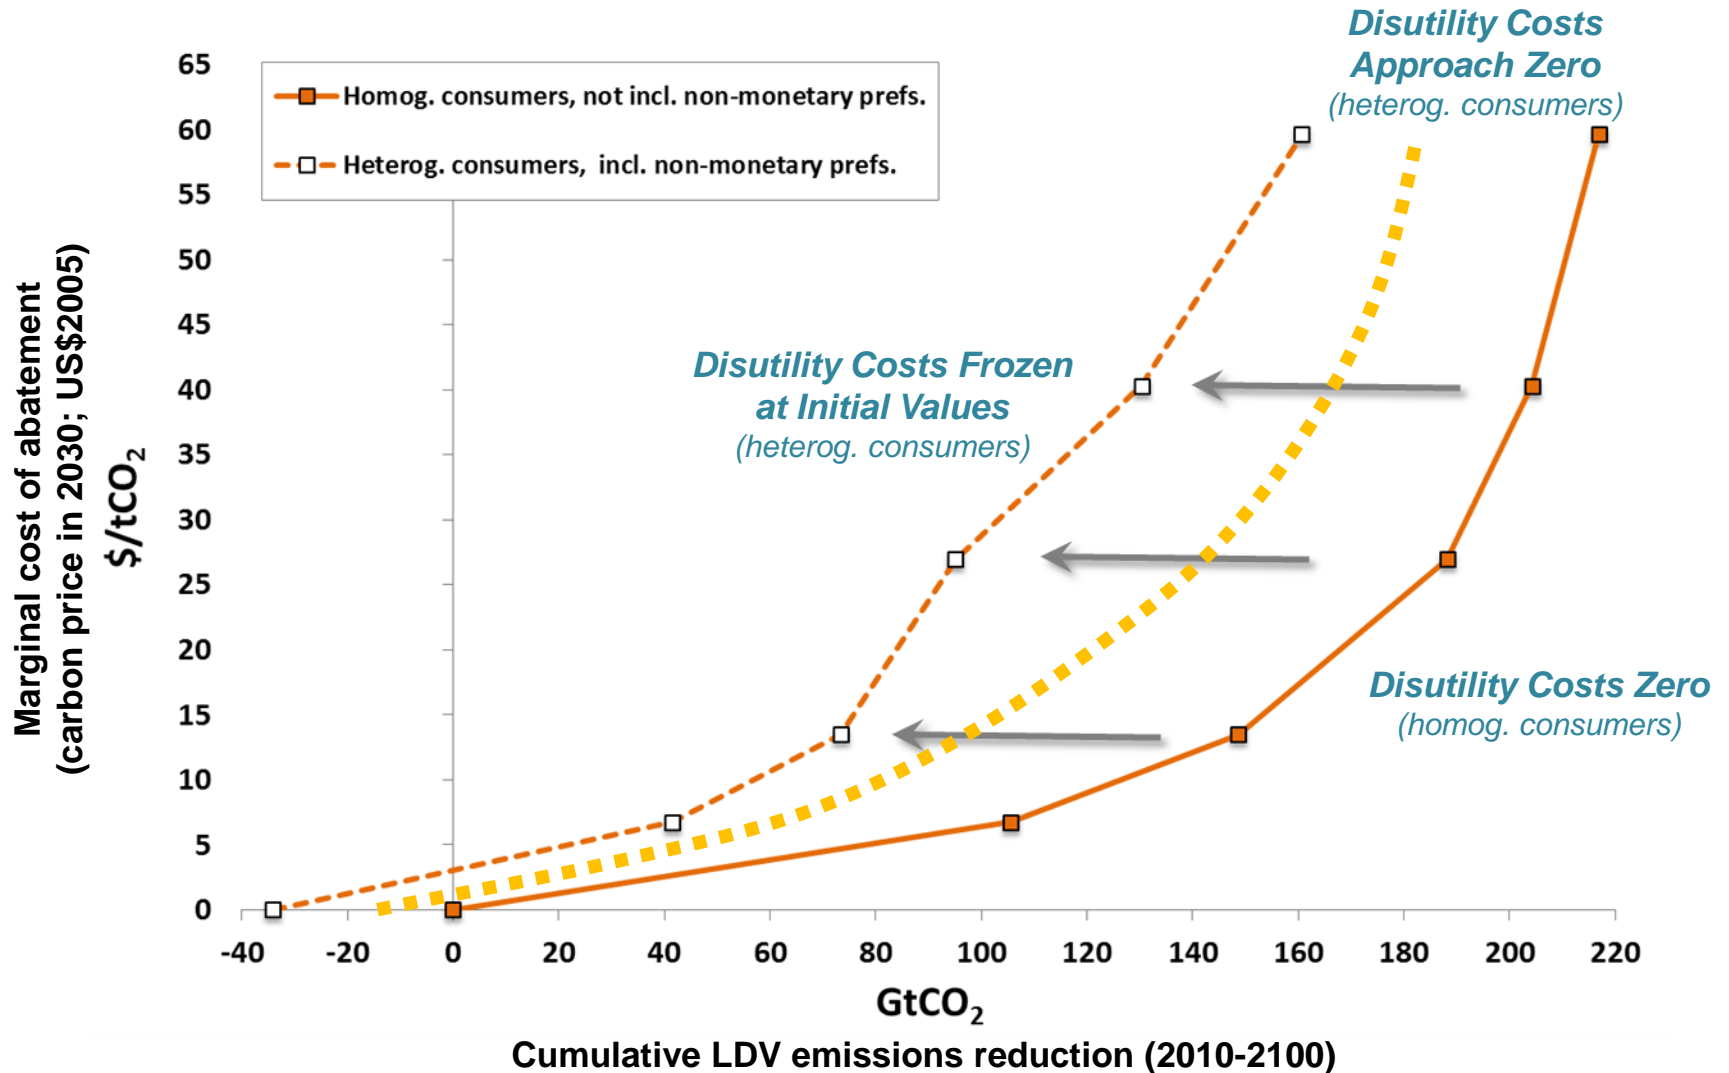 Disutility Costs
Approach Zero
(heterog. consumers)
Homog. consumers, not incl. non-monetary prefs.
Heterog. consumers, incl. non-monetary prefs.
Marginal cost of abatement
(carbon price in 2030; US$2005)
$/tCO₂
65
60
55
50
45
40
35
30
25
20
15
10
5
0
Disutility Costs Frozen
at Initial Values
(heterog. consumers)
Disutility Costs Zero
(homog. consumers)
-40 -20 0 20 40 60 80 100 120 140 160 180 200 220
GtCO₂
Cumulative LDV emissions reduction (2010-2100)